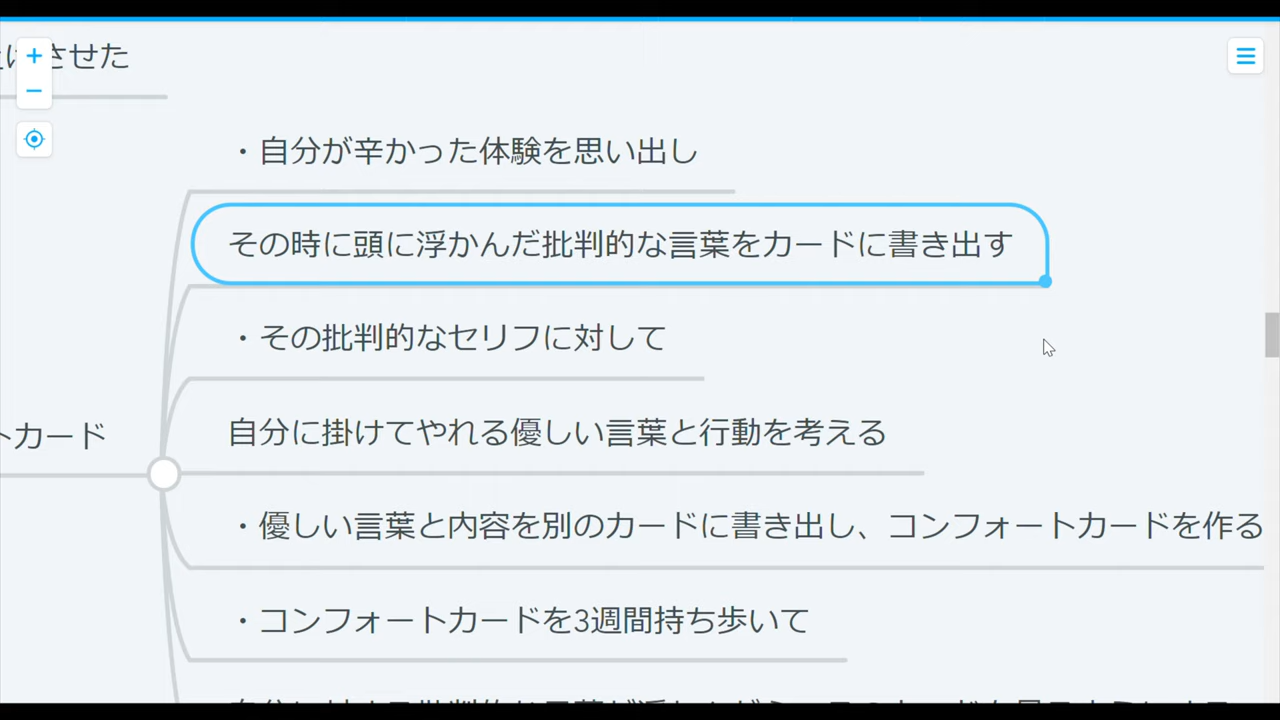 させた
・自分が辛かった体験を思い出し
その時に頭に浮かんだ批判的な言葉をカードに書き出す
・その批判的なセリフに対して
トカード
自分に掛けてやれる優しい言葉と行動を考える
・優しい言葉と内容を別のカードに書き出し、コンフォートカードを作る
・コンフォートカードを3週間持ち歩いて